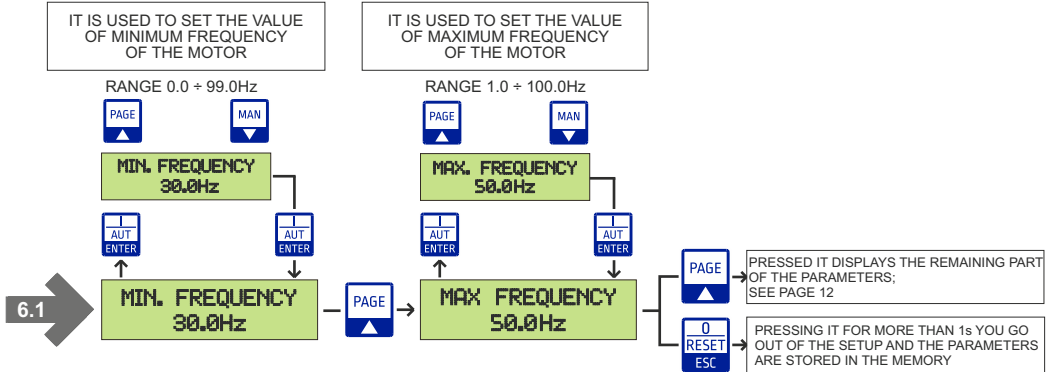 IT IS USED TO SET THE VALUE
OF MINIMUM FREQUENCY
OF THE MOTOR
IT IS USED TO SET THE VALUE
OF MAXIMUM FREQUENCY
OF THE MOTOR
RANGE 0.0 ÷ 99.0Hz
RANGE 1.0 ÷ 100.0Hz
PAGE
MAN
PAGE
MAN
MIN. FREQUENCY
30.0Hz
MAX. FREQUENCY
50.0Hz
I
AUT
ENTER
I
AUT
ENTER
I
AUT
ENTER
I
AUT
ENTER
6.1
MIN. FREQUENCY
30.0Hz
PAGE
MAX FREQUENCY
50.0Hz
PAGE
PRESSED IT DISPLAYS THE REMAINING PART
OF THE PARAMETERS;
SEE PAGE 12
0
RESET
ESC
PRESSING IT FOR MORE THAN 1s YOU GO
OUT OF THE SETUP AND THE PARAMETERS
ARE STORED IN THE MEMORY